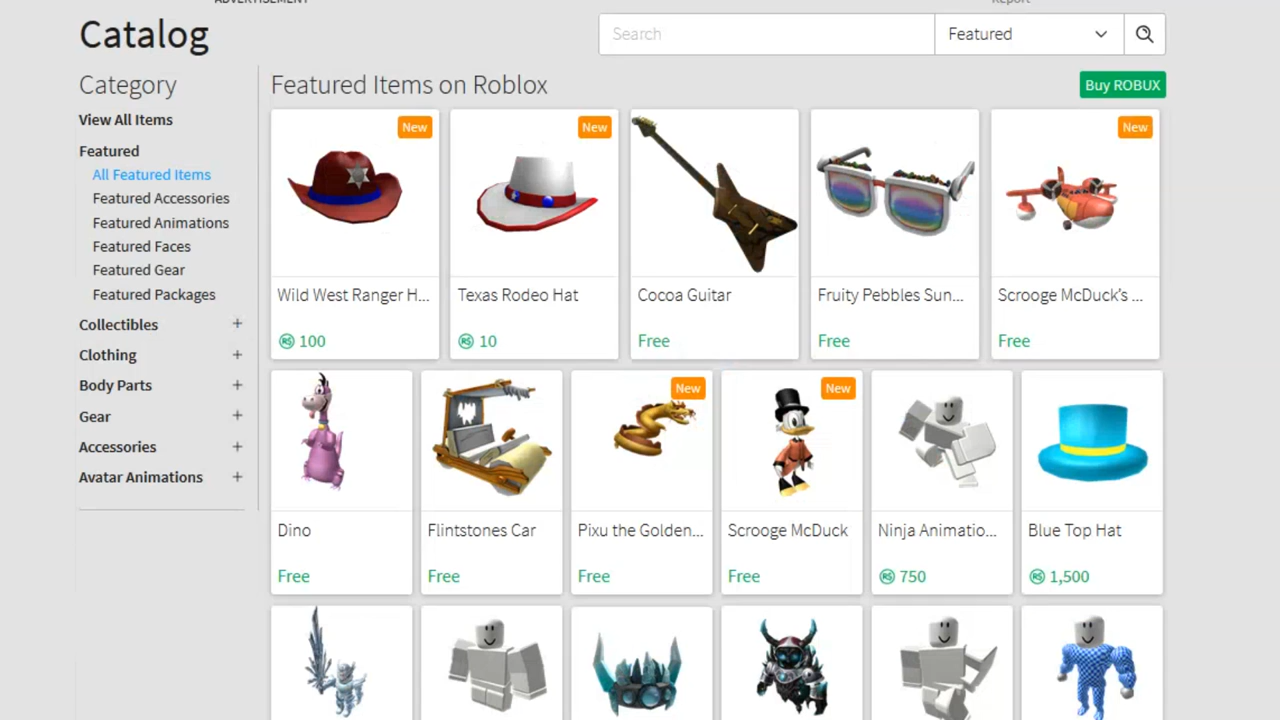 ADVERTISEMENT
Report
Catalog
Search
Featured
Category
Featured Items on Roblox
Buy ROBUX
View All Items
Featured
All Featured Items
Featured Accessories
Featured Animations
Featured Faces
Featured Gear
Featured Packages
Collectibles +
Clothing +
Body Parts +
Gear +
Accessories +
Avatar Animations +
New
Wild West Ranger H...
R$ 100
New
Texas Rodeo Hat
R$ 10
Cocoa Guitar
Free
Fruity Pebbles Sun...
Free
New
Scrooge McDuck’s ...
Free
Dino
Free
Flintstones Car
Free
New
Pixu the Golden...
Free
New
Scrooge McDuck
Free
Ninja Animatio...
R$ 750
Blue Top Hat
R$ 1,500